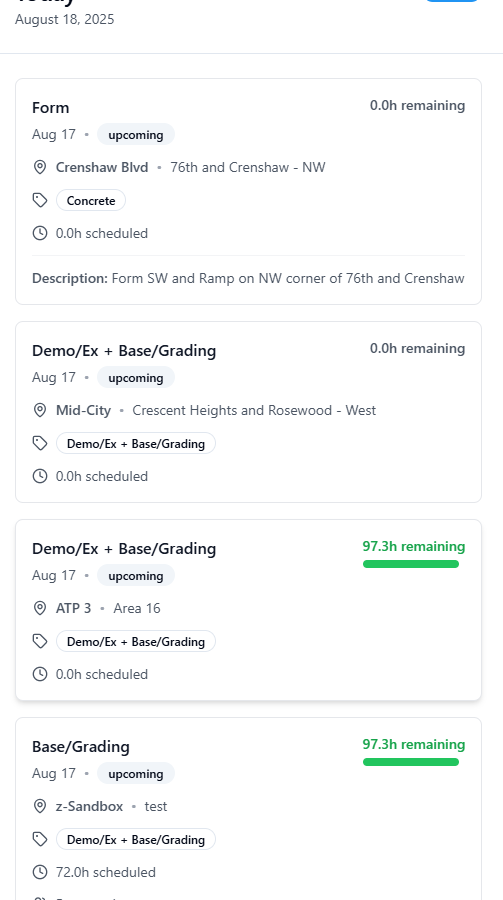 August 18, 2025
Form
0.0h remaining
Aug 17 • upcoming
Crenshaw Blvd • 76th and Crenshaw - NW
Concrete
0.0h scheduled
Description: Form SW and Ramp on NW corner of 76th and Crenshaw
Demo/Ex + Base/Grading
0.0h remaining
Aug 17 • upcoming
Mid-City • Crescent Heights and Rosewood - West
Demo/Ex + Base/Grading
0.0h scheduled
Demo/Ex + Base/Grading
97.3h remaining
Aug 17 • upcoming
ATP 3 • Area 16
Demo/Ex + Base/Grading
0.0h scheduled
Base/Grading
97.3h remaining
Aug 17 • upcoming
z-Sandbox • test
Demo/Ex + Base/Grading
72.0h scheduled